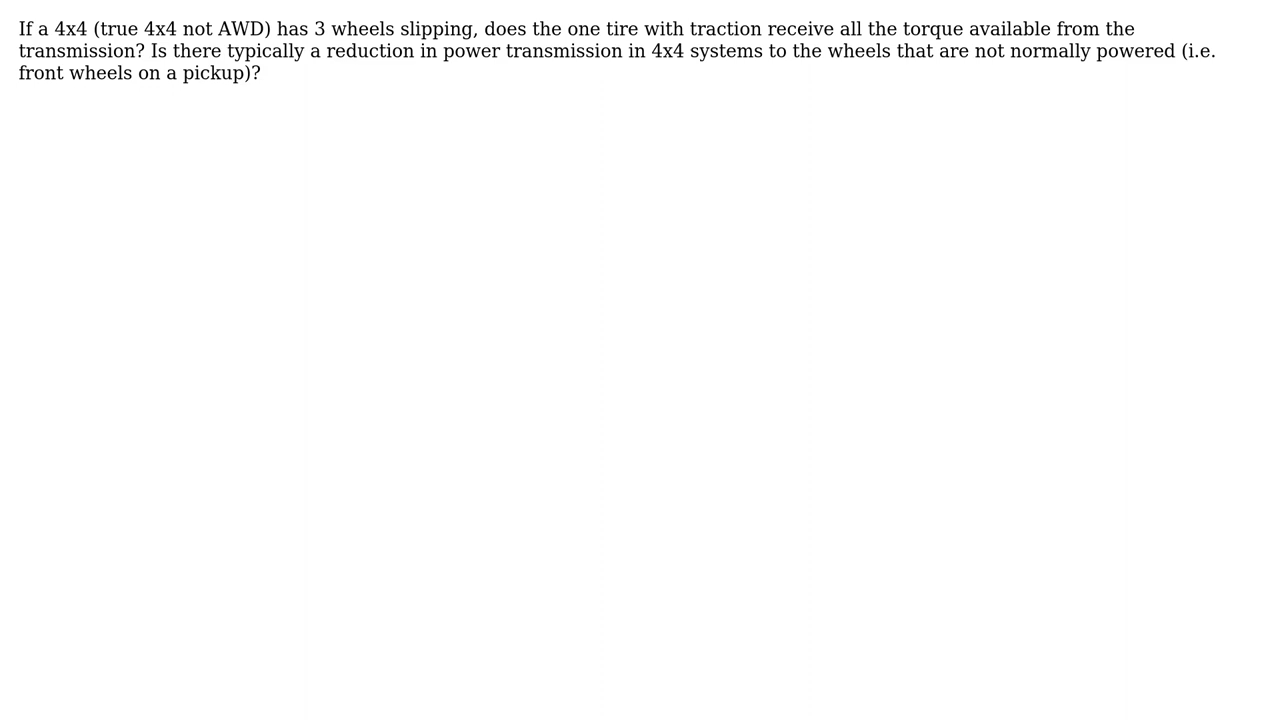 If a 4x4 (true 4x4 not AWD) has 3 wheels slipping, does the one tire with traction receive all the torque available from the
transmission? Is there typically a reduction in power transmission in 4x4 systems to the wheels that are not normally powered (i.e.
front wheels on a pickup)?